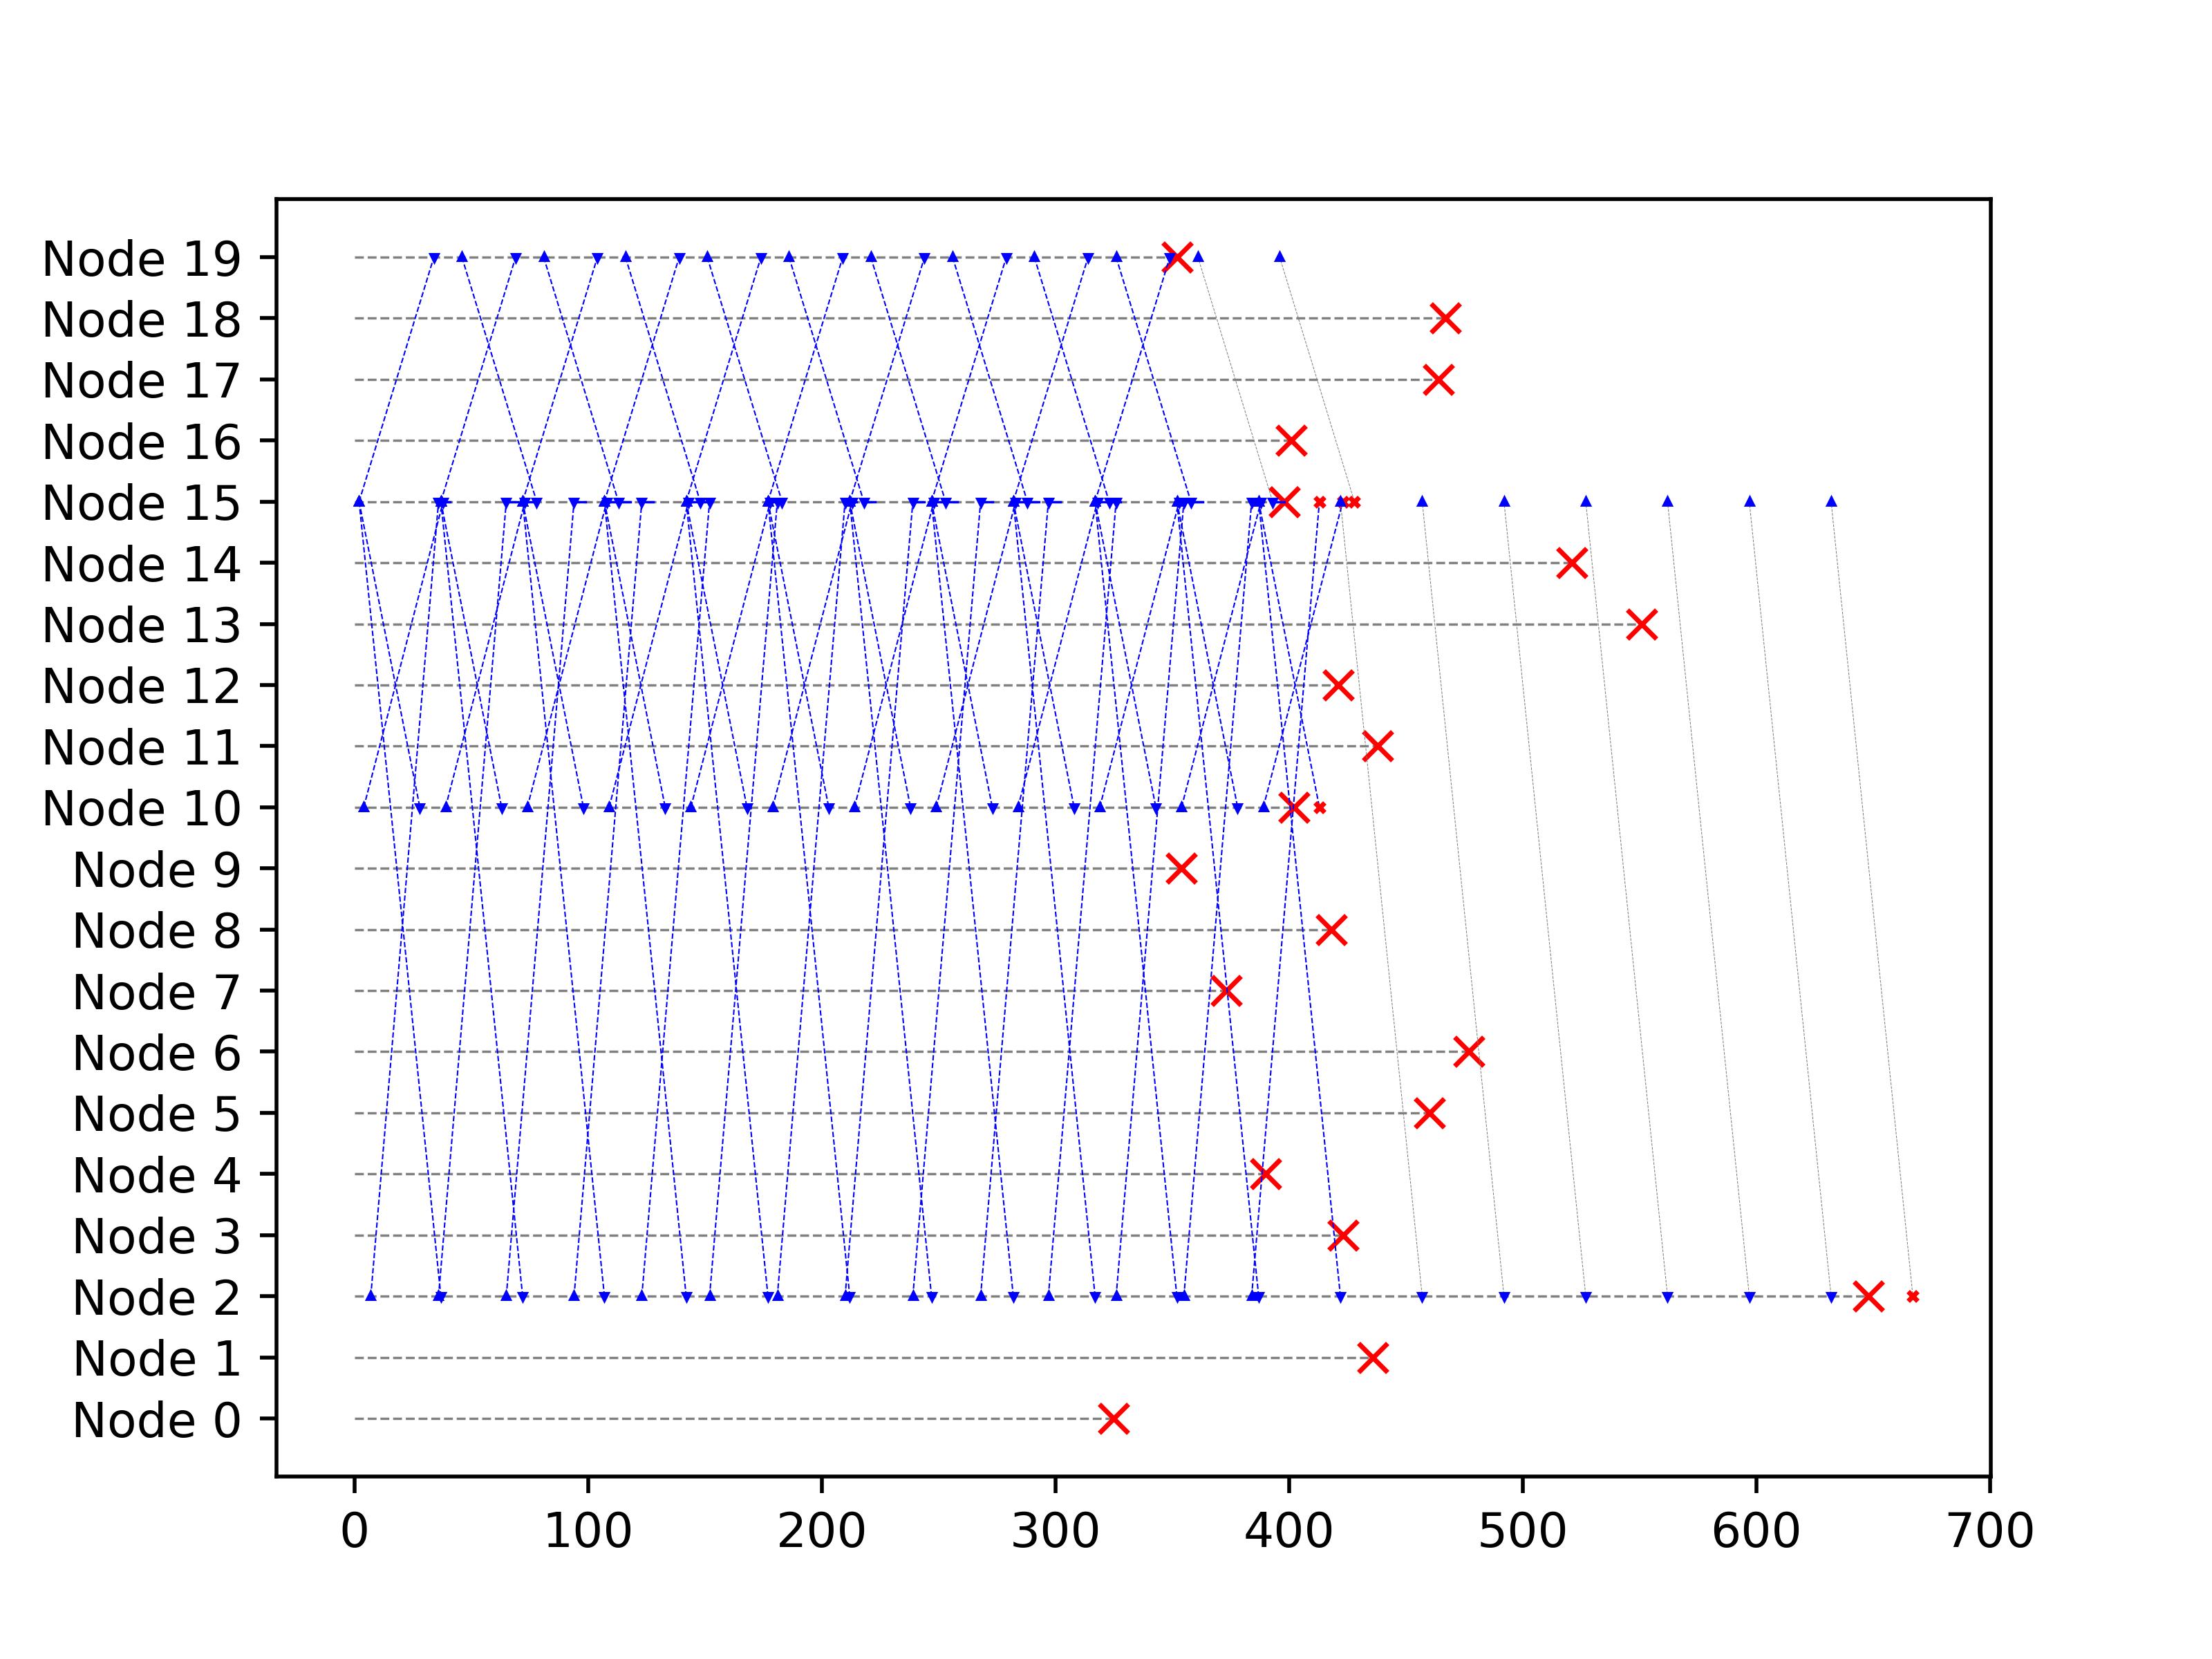 Node 19
Node 18
Node 17
Node 16
Node 15
Node 14
Node 13
Node 12
Node 11
Node 10
Node 9
Node 8
Node 7
Node 6
Node 5
Node 4
Node 3
Node 2
Node 1
Node 0
0 100 200 300 400 500 600 700